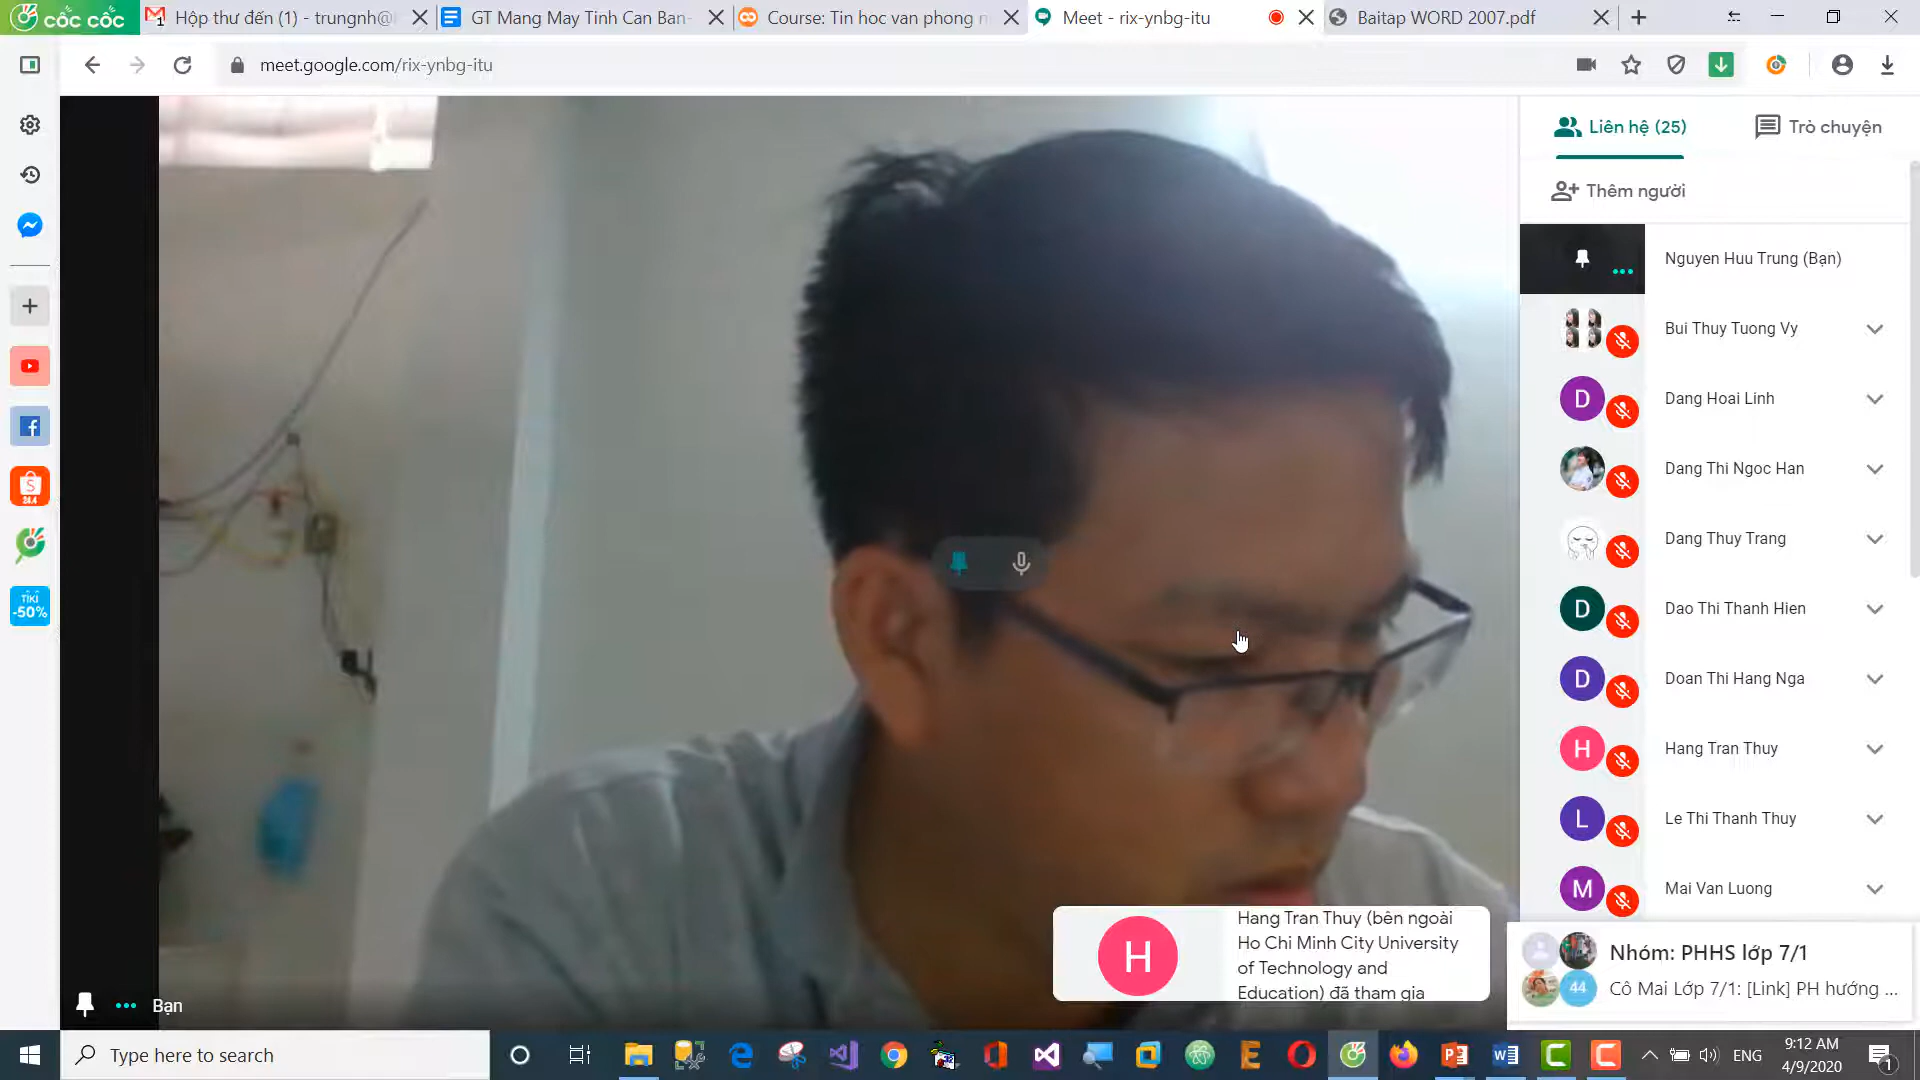 cốc cốc
Hộp thư đến (1) - trungnh@
GT Mang May Tinh Can Ban-
Course: Tin hoc van phong n
Meet - rix-ynbg-itu
Baitap WORD 2007.pdf
meet.google.com/rix-ynbg-itu
Liên hệ (25)
Trò chuyện
Thêm người
Nguyen Huu Trung (Bạn)
Bui Thuy Tuong Vy
D
Dang Hoai Linh
Dang Thi Ngoc Han
Dang Thuy Trang
D
Dao Thi Thanh Hien
D
Doan Thi Hang Nga
H
Hang Tran Thuy
L
Le Thi Thanh Thuy
M
Mai Van Luong
S
24.4
TIKI
-50%
H
Hang Tran Thuy (bên ngoài
Ho Chi Minh City University
of Technology and
Education) đã tham gia
Nhóm: PHHS lớp 7/1
44
Cô Mai Lớp 7/1: [Link] PH hướng ...
Bạn
Type here to search
ENG
9:12 AM
4/9/2020
1